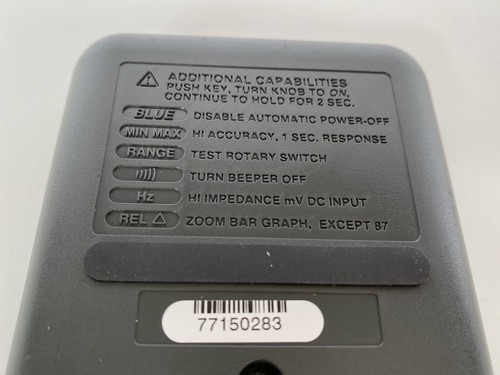 ADDITIONAL CAPABILITIES
PUSH KEY, TURN KNOB TO ON,
CONTINUE TO HOLD FOR 2 SEC.
BLUE DISABLE AUTOMATIC POWER-OFF
MIN MAX HI ACCURACY, 1 SEC. RESPONSE
RANGE TEST ROTARY SWITCH
TURN BEEPER OFF
Hz HI IMPEDANCE mV DC INPUT
REL △ ZOOM BAR GRAPH, EXCEPT 87
77150283